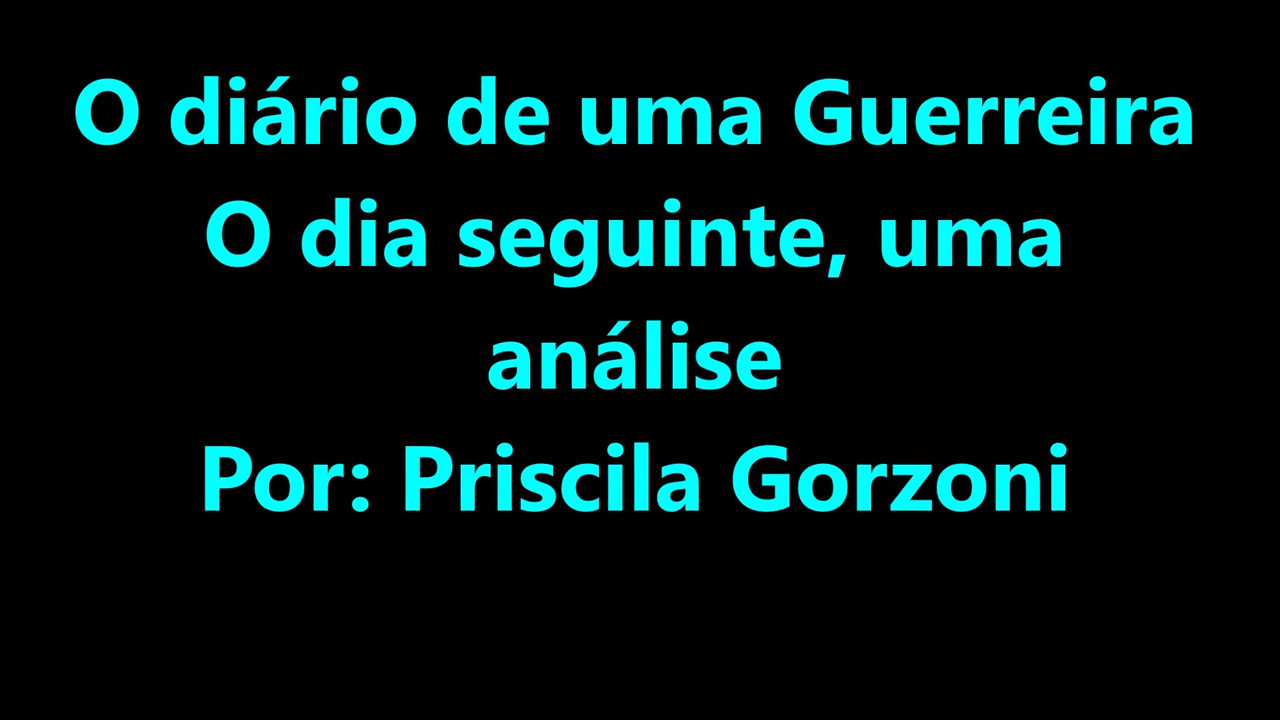 O diário de uma Guerreira
O dia seguinte, uma
análise
Por: Priscila Gorzoni